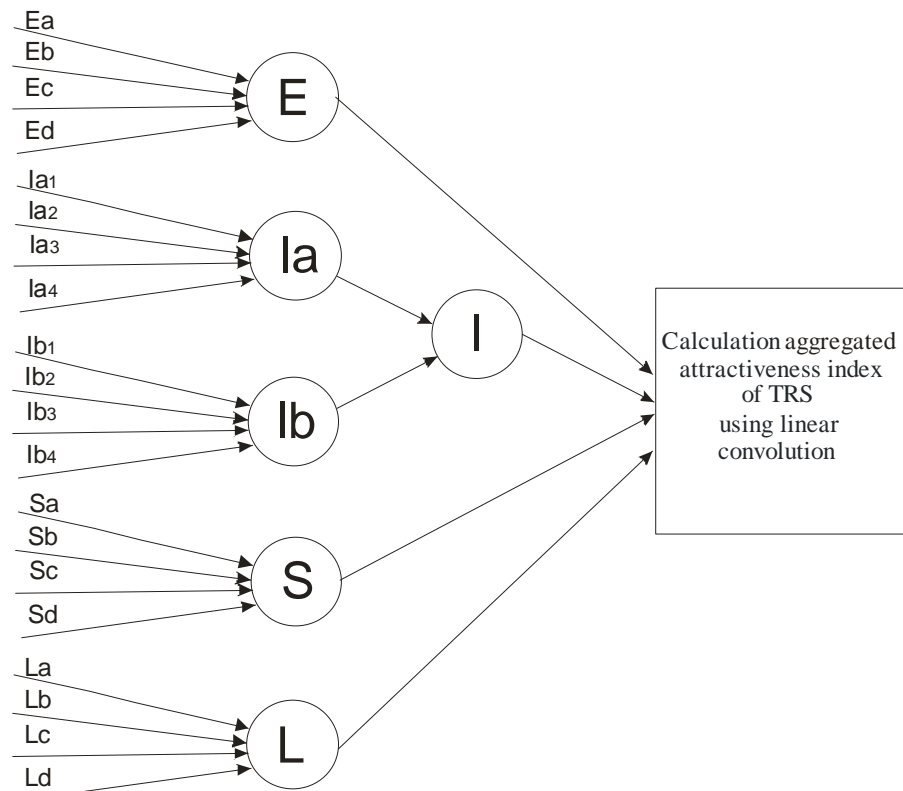 Ea
Eb
Ec
Ed
E
Ia1
Ia2
Ia3
Ia4
Ia
Ib1
Ib2
Ib3
Ib4
Ib
I
Sa
Sb
Sc
Sd
S
La
Lb
Lc
Ld
L
Calculation aggregated
attractiveness index
of TRS
using linear
convolution